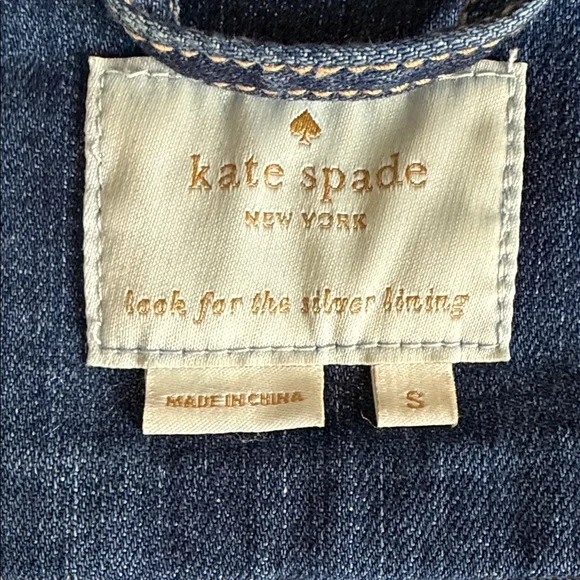 kate spade
NEW YORK
look for the silver lining
MADE IN CHINA
S